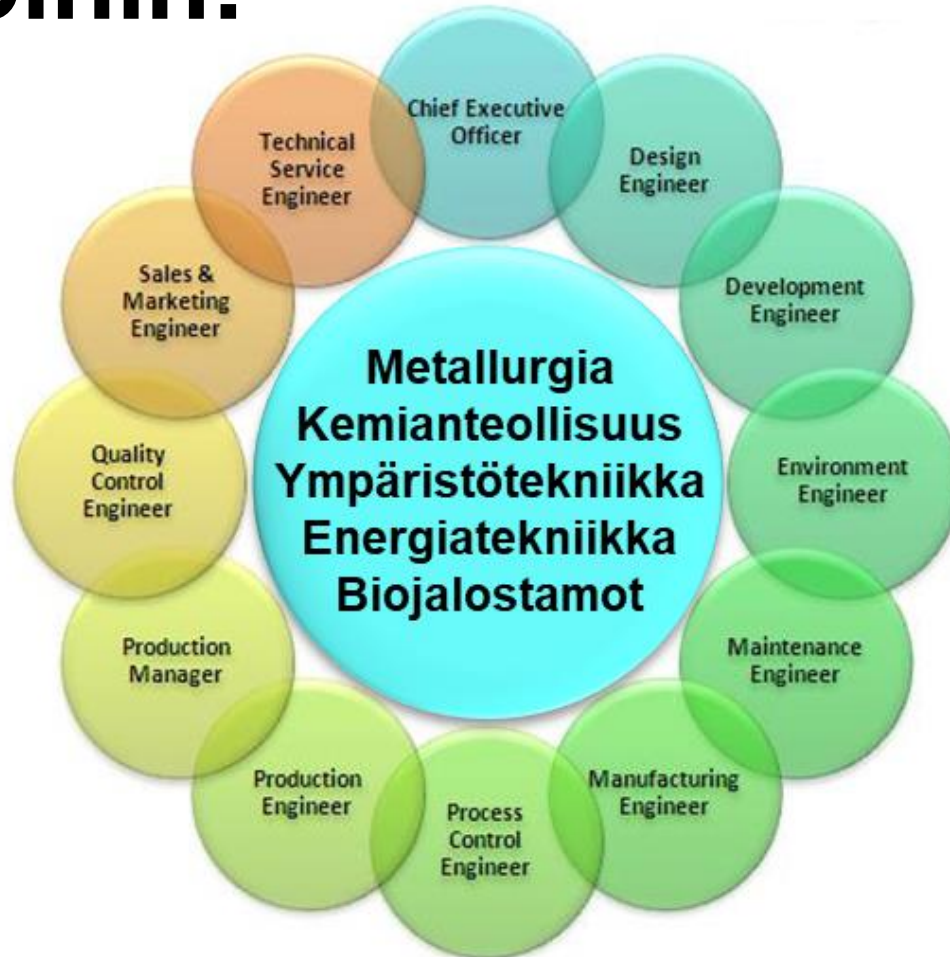 Chief Executive
Officer
Design
Engineer
Development
Engineer
Environment
Engineer
Maintenance
Engineer
Manufacturing
Engineer
Process
Control
Engineer
Production
Engineer
Production
Manager
Quality
Control
Engineer
Sales &
Marketing
Engineer
Technical
Service
Engineer
Metallurgia
Kemianteollisuus
Ympäristötekniikka
Energiatekniikka
Biojalostamot